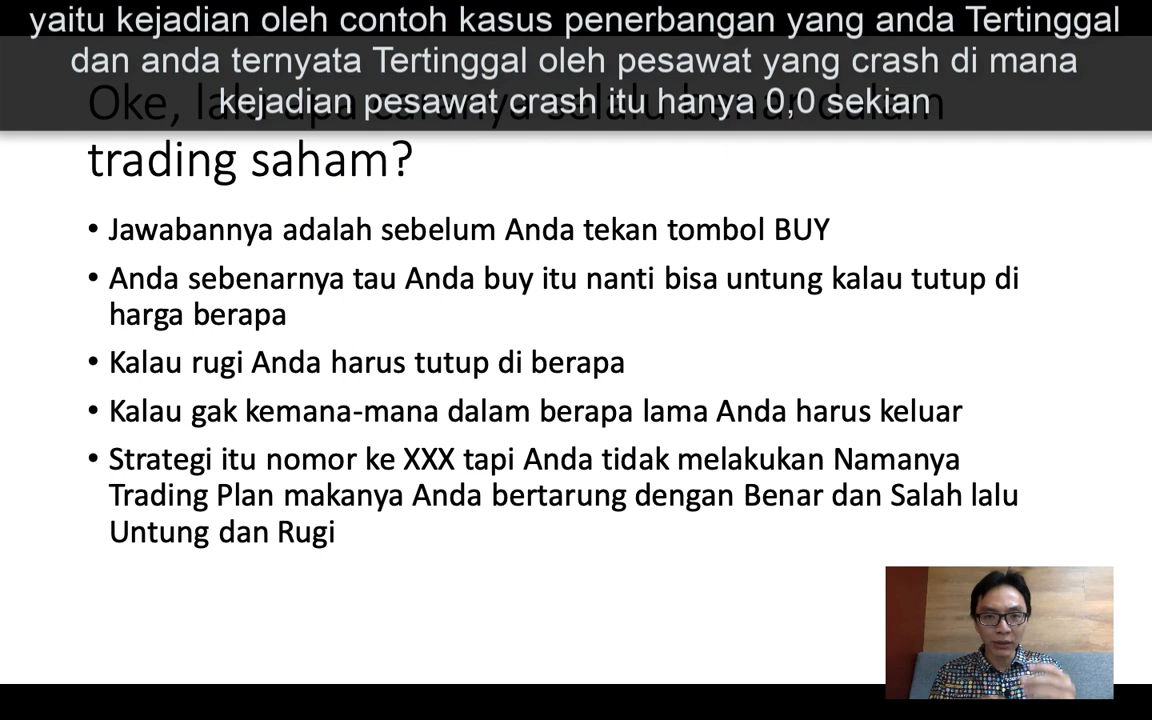 yaitu kejadian oleh contoh kasus penerbangan yang anda Tertinggal
dan anda ternyata Tertinggal oleh pesawat yang crash di mana
kejadian pesawat crash itu hanya 0,0 sekian
Oke, lalu apa caranya selalu benar dalam
trading saham?
• Jawabannya adalah sebelum Anda tekan tombol BUY
• Anda sebenarnya tau Anda buy itu nanti bisa untung kalau tutup di
harga berapa
• Kalau rugi Anda harus tutup di berapa
• Kalau gak kemana-mana dalam berapa lama Anda harus keluar
• Strategi itu nomor ke XXX tapi Anda tidak melakukan Namanya
Trading Plan makanya Anda bertarung dengan Benar dan Salah lalu
Untung dan Rugi